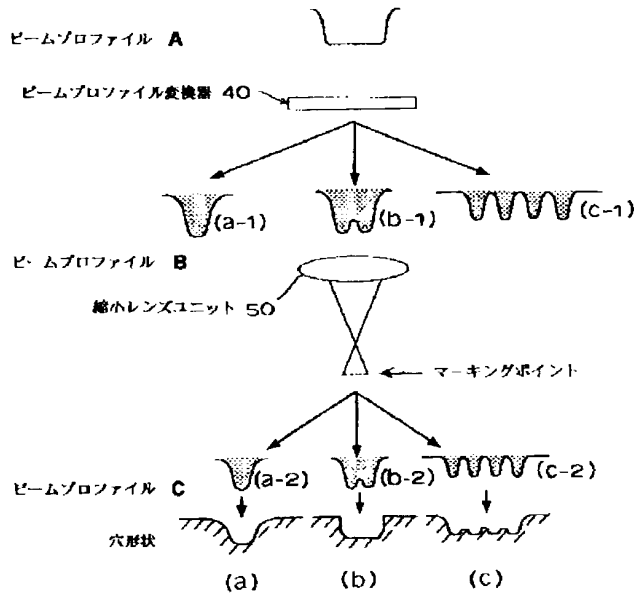 ビームプロファイル A
ビームプロファイル変換器 40
(a-1)
(b-1)
(c-1)
ビームプロファイル B
縮小レンズユニット 50
マーキングポイント
(a-2)
(b-2)
(c-2)
ビームプロファイル C
穴形状
(a)
(b)
(c)